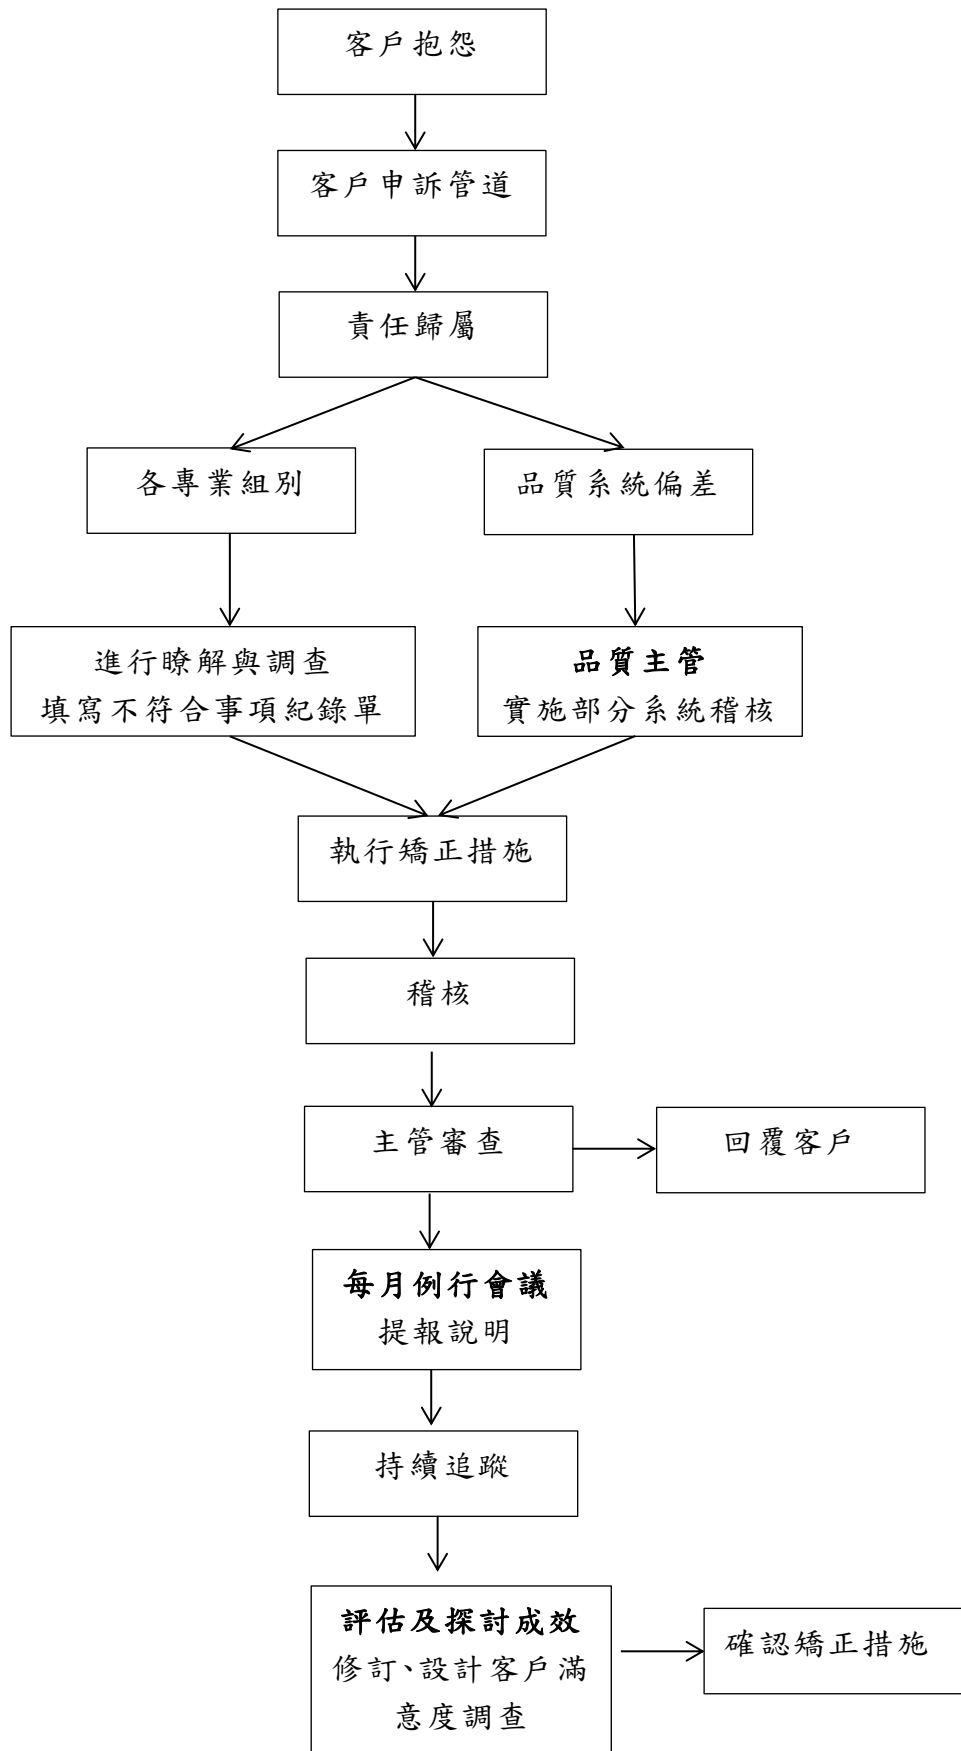 客戶抱怨
客戶申訴管道
責任歸屬
各專業組別
品質系統偏差
進行瞭解與調查
填寫不符合事項紀錄單
品質主管
實施部分系統稽核
執行矯正措施
稽核
主管審查
回覆客戶
每月例行會議
提報說明
持續追蹤
評估及探討成效
修訂、設計客戶滿
意度調查
確認矯正措施